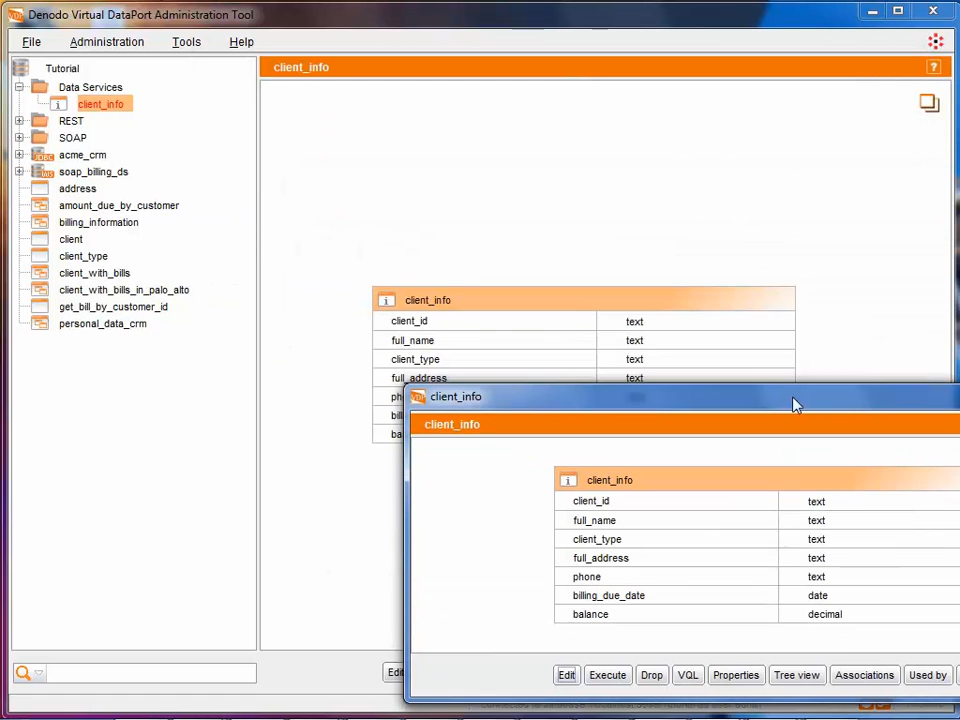 Denodo Virtual DataPort Administration Tool
File Administration Tools Help
Tutorial
Data Services
client_info
REST
SOAP
acme_crm
soap_billing_ds
address
amount_due_by_customer
billing_information
client
client_type
client_with_bills
client_with_bills_in_palo_alto
get_bill_by_customer_id
personal_data_crm
client_info
?
client_info
client_id text
full_name text
client_type text
full_address text
Edit
client_info
client_info
client_info
client_id text
full_name text
client_type text
full_address text
phone text
billing_due_date date
balance decimal
Edit Execute Drop VQL Properties Tree view Associations Used by